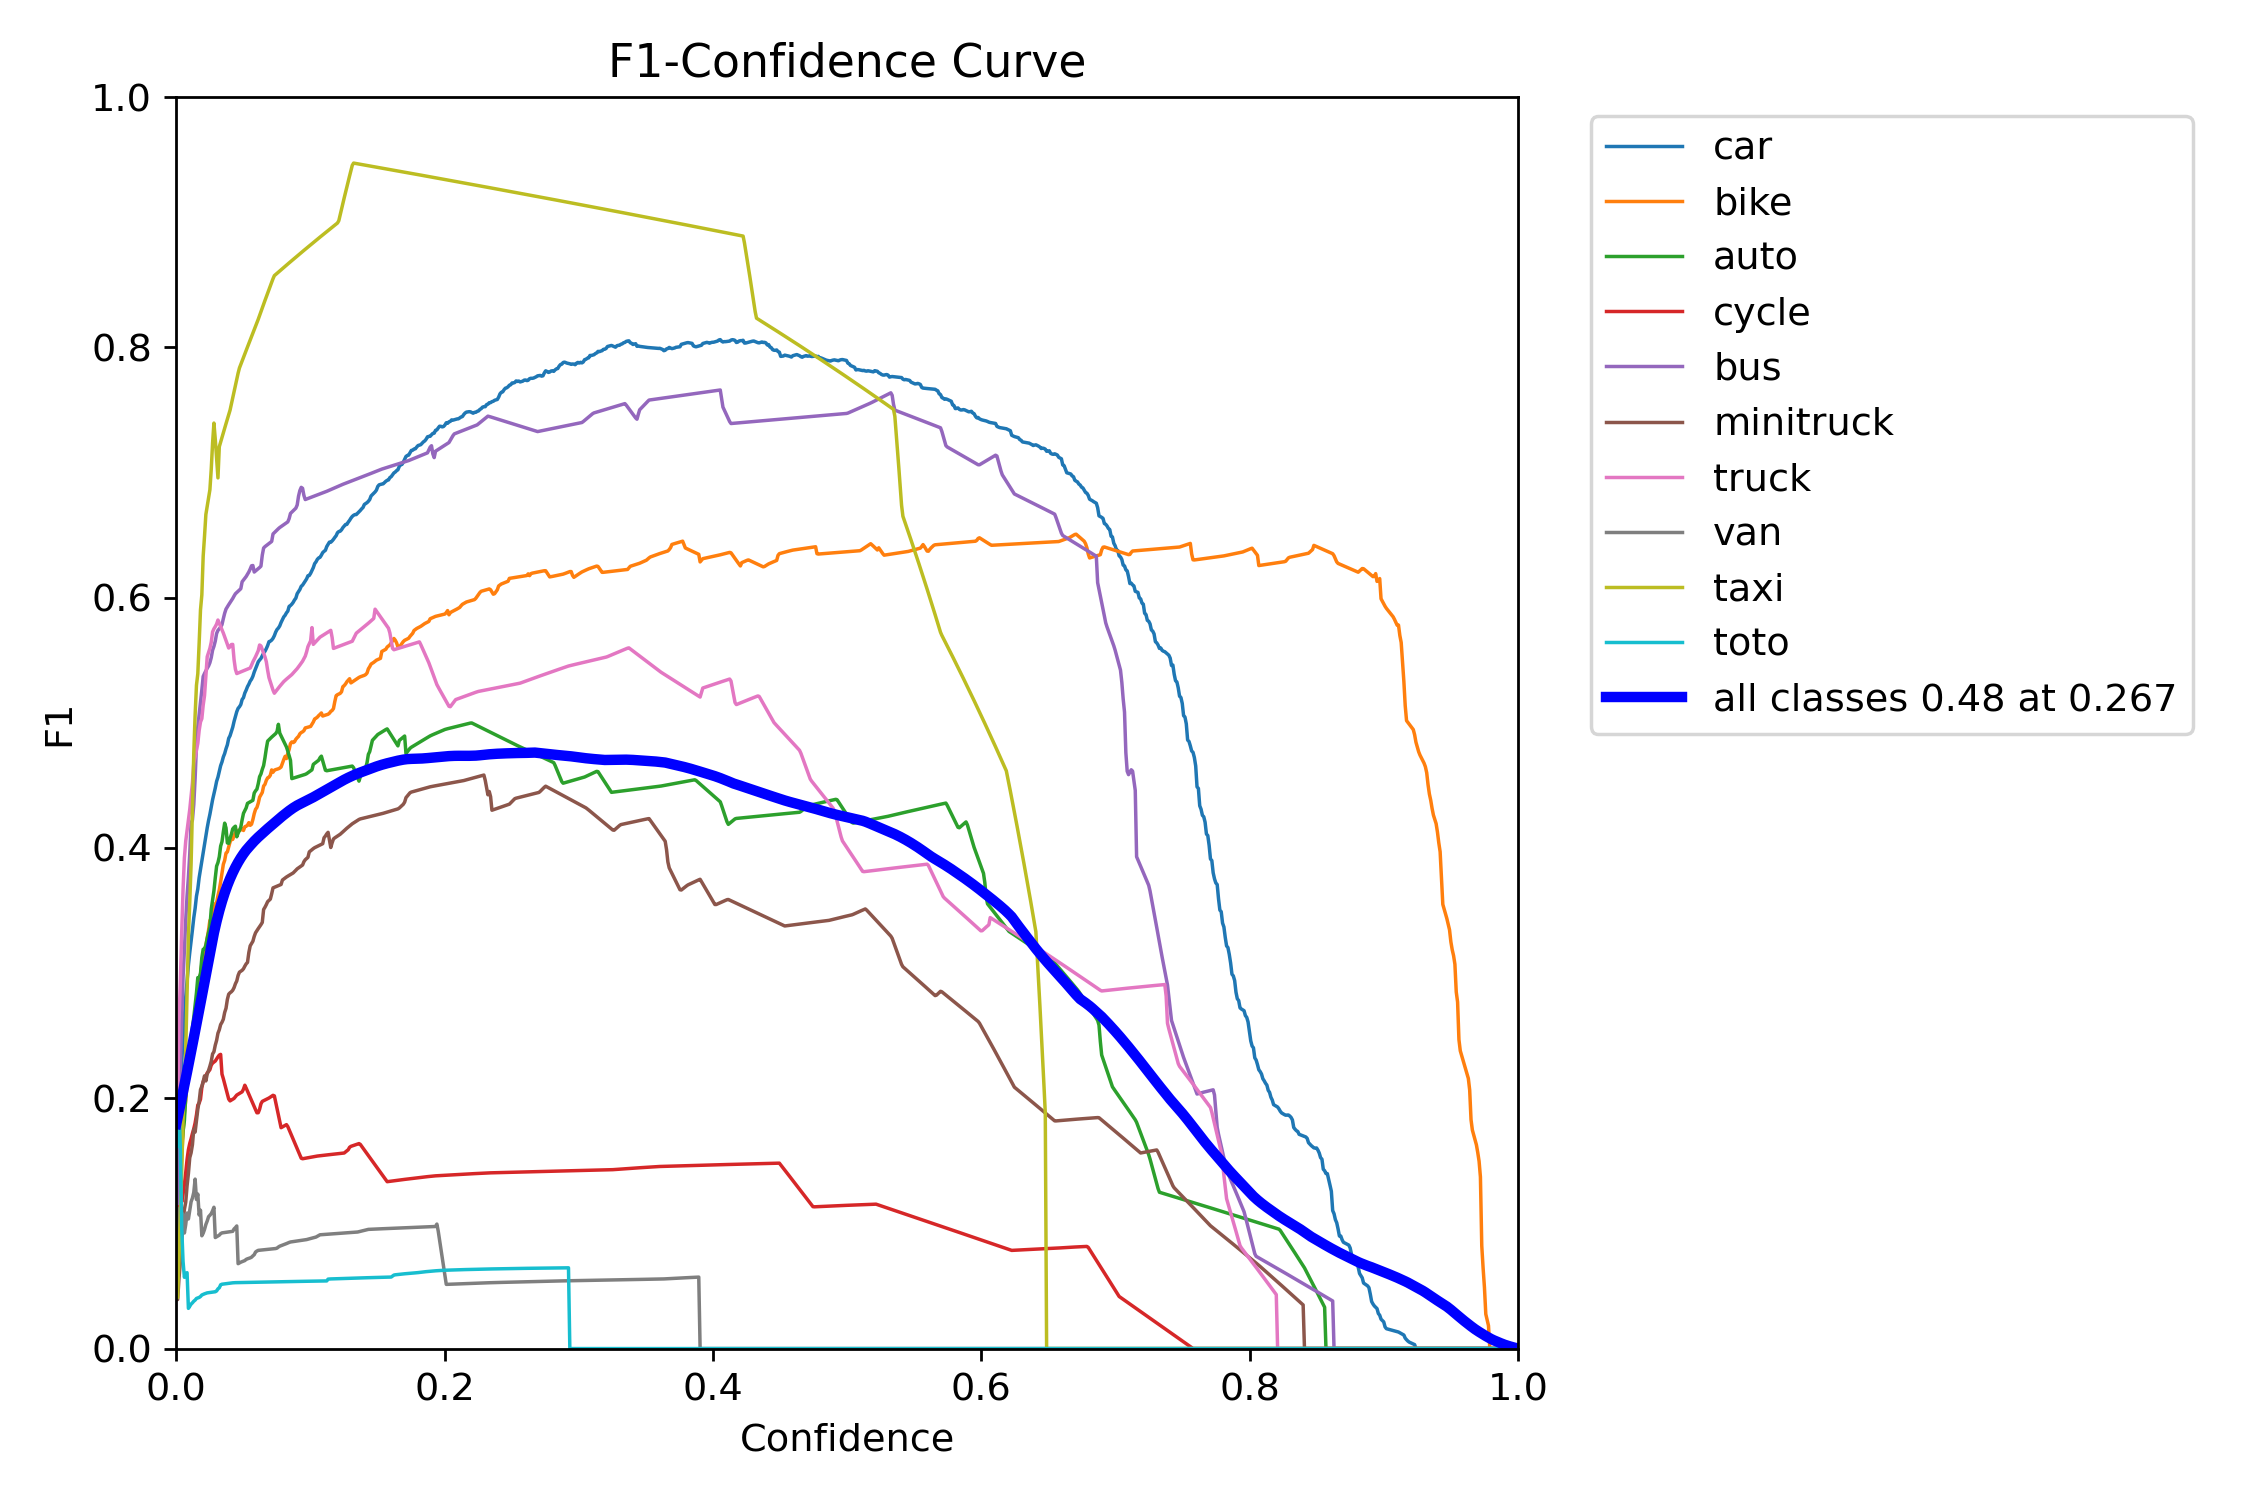 F1-Confidence Curve
1.0
0.8
0.6
0.4
0.2
0.0
F1
0.0 0.2 0.4 0.6 0.8 1.0
Confidence
car
bike
auto
cycle
bus
minitruck
truck
van
taxi
toto
all classes 0.48 at 0.267